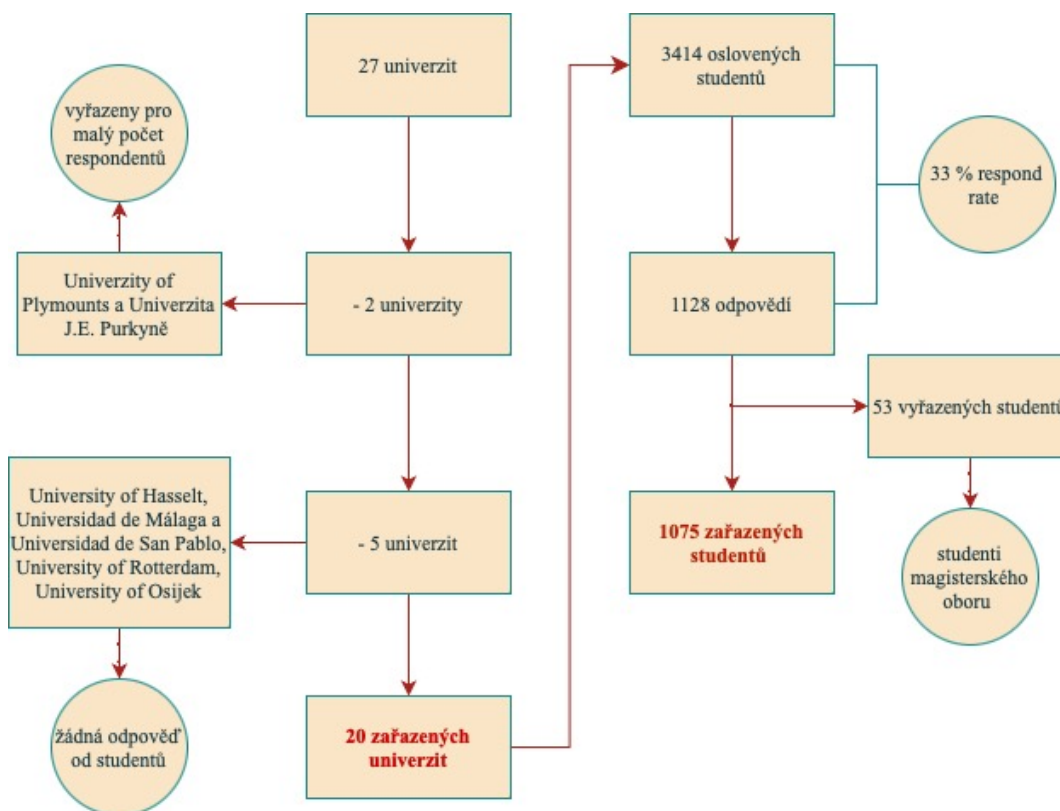 27 univerzit
vyřazeny pro
malý počet
respondentů
Univerzity of
Plymounts a Univerzita
J.E. Purkyně
- 2 univerzity
University of Hasselt,
Universidad de Málaga a
Universidad de San Pablo,
University of Rotterdam,
University of Osijek
- 5 univerzit
žádná odpověď
od studentů
20 zařazených
univerzit
3414 oslovených
studentů
33 % respond
rate
1128 odpovědí
53 vyřazených studentů
1075 zařazených
studentů
studenti
magisterského
oboru